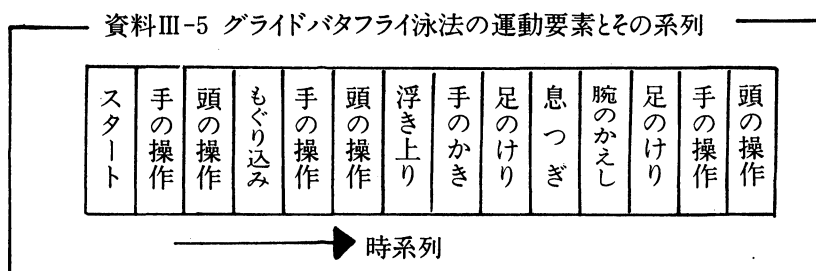 資料Ⅲ-5 グライドバタフライ泳法の運動要素とその系列
スタート
手の操作
頭の操作
もぐり込み
手の操作
頭の操作
浮き上り
手のかき
足のけり
息つぎ
腕のかえし
足のけり
手の操作
頭の操作
時系列